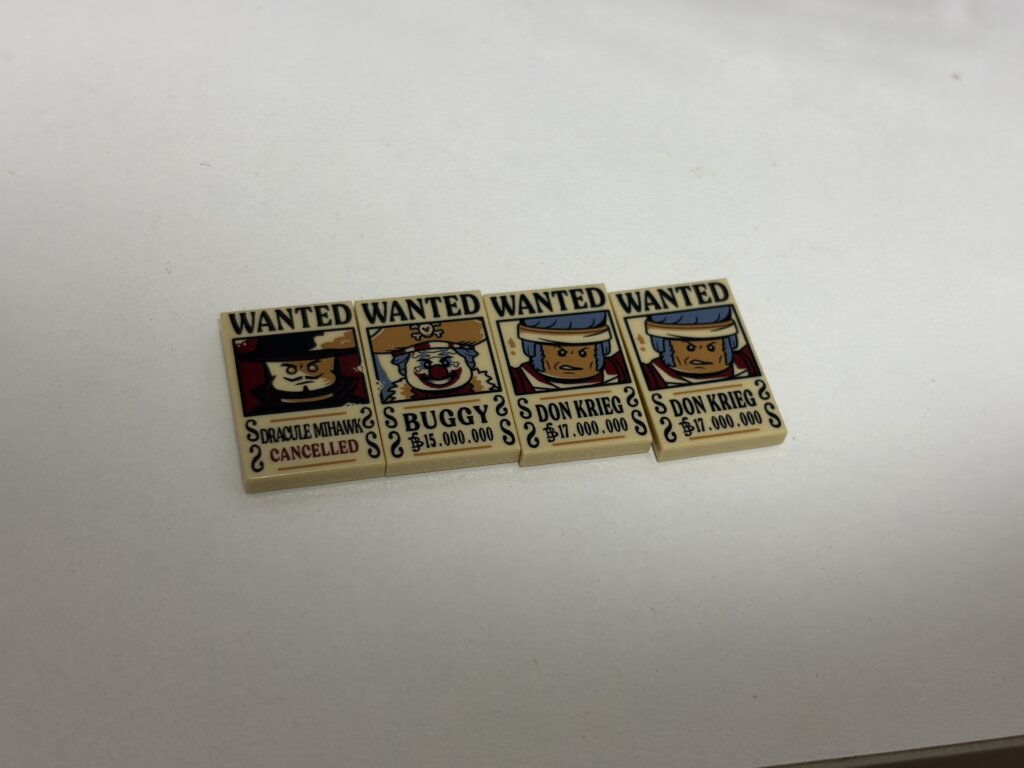 WANTED
DRACULE MIHAWK
CANCELLED
WANTED
BUGGY
฿15.000.000
WANTED
DON KRIEG
฿17.000.000
WANTED
DON KRIEG
฿17.000.000